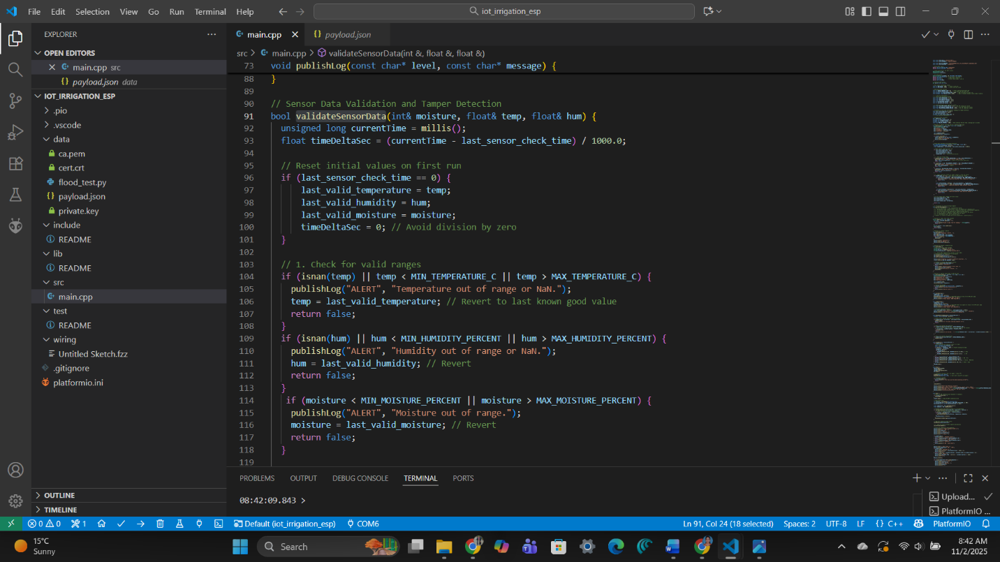 File Edit Selection View Go Run Terminal Help
iot_irrigation_esp
EXPLORER
OPEN EDITORS
main.cpp src
payload.json data
IOT_IRRIGATION_ESP
.pio
.vscode
data
ca.pem
cert.crt
flood_test.py
payload.json
private.key
include
README
lib
README
src
main.cpp
test
README
wiring
Untitled Sketch.fzz
.gitignore
platformio.ini
OUTLINE
TIMELINE
main.cpp
payload.json
src > main.cpp > validateSensorData(int &, float &, float &)
73 void publishLog(const char* level, const char* message) {
88 }
89
90 // Sensor Data Validation and Tamper Detection
91 bool validateSensorData(int& moisture, float& temp, float& hum) {
92 unsigned long currentTime = millis();
93 float timeDeltaSec = (currentTime - last_sensor_check_time) / 1000.0;
94
95 // Reset initial values on first run
96 if (last_sensor_check_time == 0) {
97 last_valid_temperature = temp;
98 last_valid_humidity = hum;
99 last_valid_moisture = moisture;
100 timeDeltaSec = 0; // Avoid division by zero
101 }
102
103 // 1. Check for valid ranges
104 if (isnan(temp) || temp < MIN_TEMPERATURE_C || temp > MAX_TEMPERATURE_C) {
105 publishLog("ALERT", "Temperature out of range or NaN.");
106 temp = last_valid_temperature; // Revert to last known good value
107 return false;
108 }
109 if (isnan(hum) || hum < MIN_HUMIDITY_PERCENT || hum > MAX_HUMIDITY_PERCENT) {
110 publishLog("ALERT", "Humidity out of range or NaN.");
111 hum = last_valid_humidity; // Revert
112 return false;
113 }
114 if (moisture < MIN_MOISTURE_PERCENT || moisture > MAX_MOISTURE_PERCENT) {
115 publishLog("ALERT", "Moisture out of range.");
116 moisture = last_valid_moisture; // Revert
117 return false;
118 }
119
PROBLEMS OUTPUT DEBUG CONSOLE TERMINAL PORTS
08:42:09.843 >
Upload...
PlatformIO ...
0 0 1 Default (iot_irrigation_esp) COM6 Ln 91, Col 24 (18 selected) Spaces: 2 UTF-8 LF {} C++ PlatformIO
15°C
Sunny
Search
8:42 AM
11/2/2025